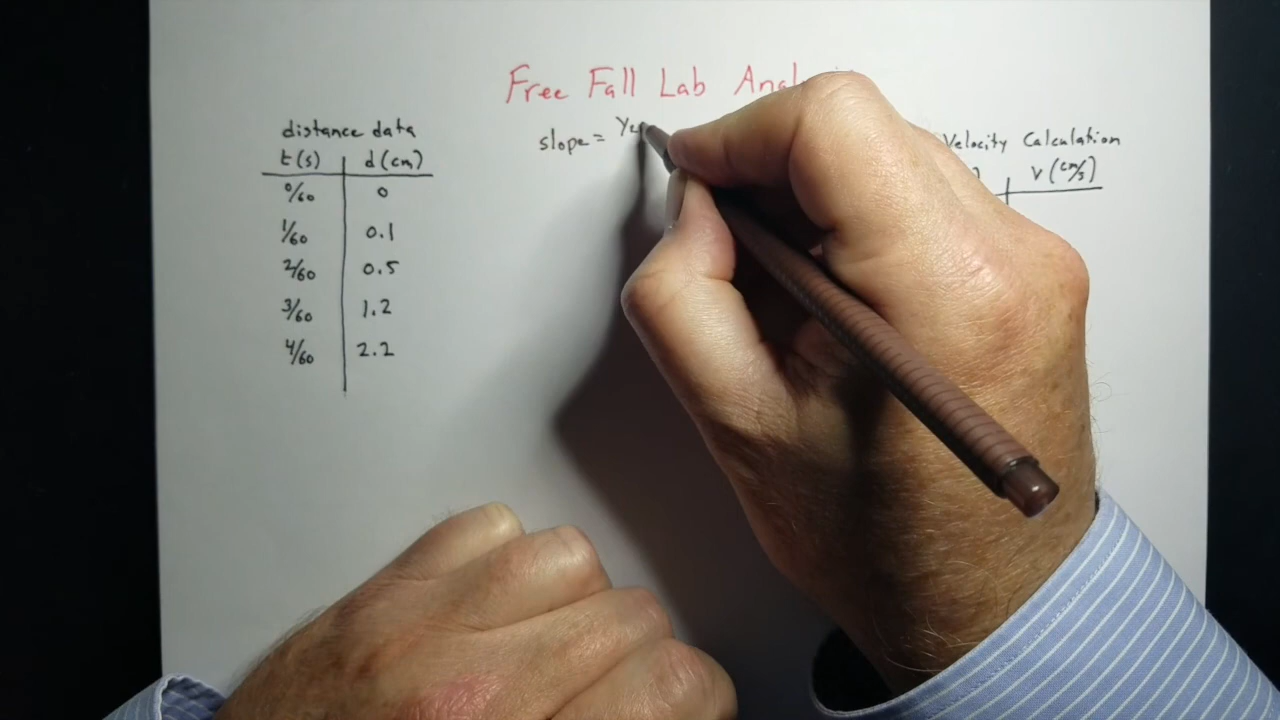 Free Fall Lab
distance data
t(s) d(cm)
0/60 0
1/60 0.1
2/60 0.5
3/60 1.2
4/60 2.2
slope =
Velocity Calculation
v (cm/s)